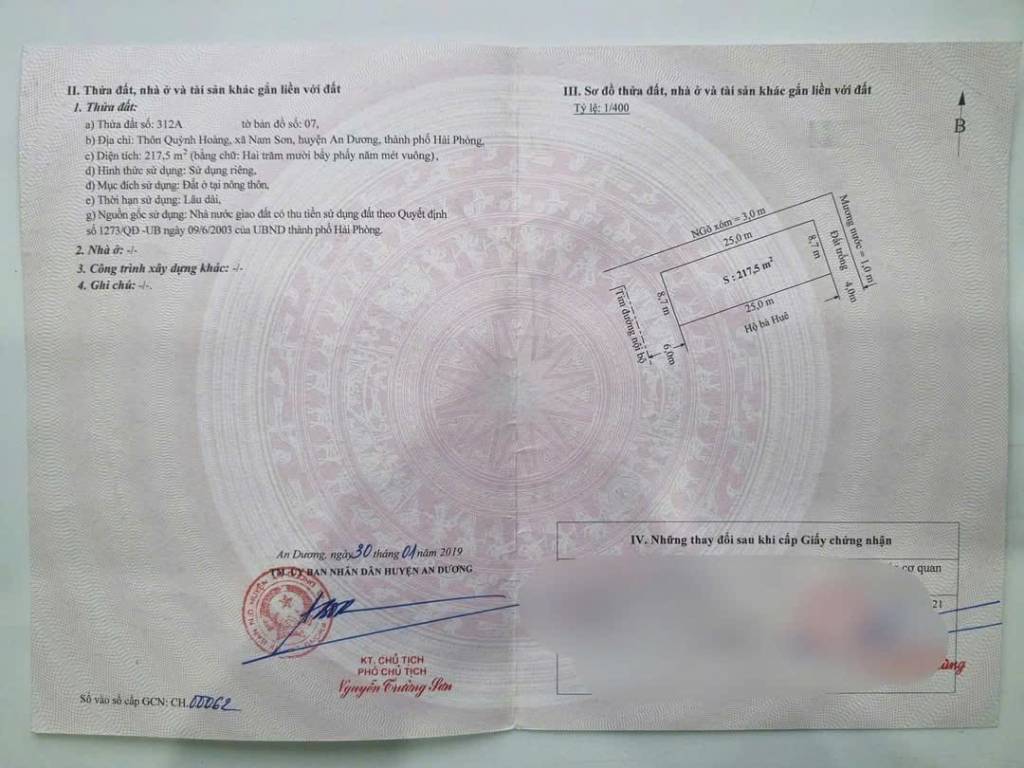 II. Thửa đất, nhà ở và tài sản khác gắn liền với đất
1. Thửa đất:
a) Thửa đất số: 312A tờ bản đồ số: 07,
b) Địa chỉ: Thôn Quỳnh Hoàng, xã Nam Sơn, huyện An Dương, thành phố Hải Phòng,
c) Diện tích: 217,5 m² (bằng chữ: Hai trăm mười bẩy phẩy năm mét vuông),
d) Hình thức sử dụng: Sử dụng riêng,
đ) Mục đích sử dụng: Đất ở tại nông thôn,
e) Thời hạn sử dụng: Lâu dài,
g) Nguồn gốc sử dụng: Nhà nước giao đất có thu tiền sử dụng đất theo Quyết định
số 1273/QĐ -UB ngày 09/6/2003 của UBND thành phố Hải Phòng.
2. Nhà ở: -/-
3. Công trình xây dựng khác: -/-
4. Ghi chú: -/-.
An Dương, ngày 30 tháng 01 năm 2019
TM.ỦY BAN NHÂN DÂN HUYỆN AN DƯƠNG
KT. CHỦ TỊCH
PHÓ CHỦ TỊCH
Nguyễn Trường Sơn
Số vào sổ cấp GCN: CH.00062
III. Sơ đồ thửa đất, nhà ở và tài sản khác gắn liền với đất
Tỷ lệ: 1/400
B
NGõ xóm = 3,0 m
25,0 m
Mương nước = 1,0 m
Đất trống
4,0m
8,7 m
S : 217,5 m²
8,7 m
25,0 m
Hộ bà Huê
Tim đường nội bộ
6,0m
IV. Những thay đổi sau khi cấp Giấy chứng nhận
cơ quan
21